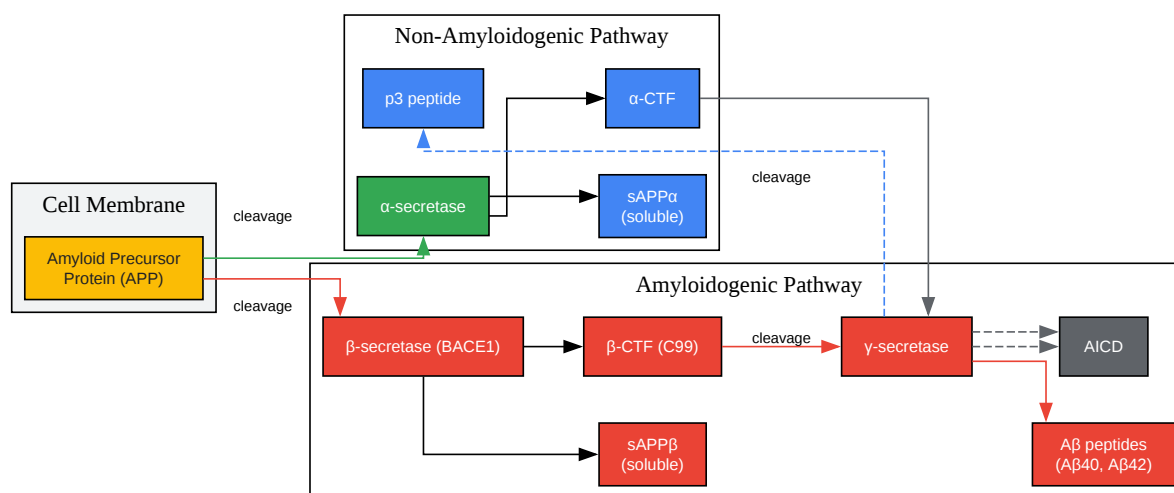 Non-Amyloidogenic Pathway
p3 peptide
α-CTF
cleavage
α-secretase
sAPPα
(soluble)
Cell Membrane
cleavage
Amyloid Precursor
Protein (APP)
cleavage
Amyloidogenic Pathway
β-secretase (BACE1)
β-CTF (C99)
cleavage
γ-secretase
AICD
sAPPβ
(soluble)
Aβ peptides
(Aβ40, Aβ42)